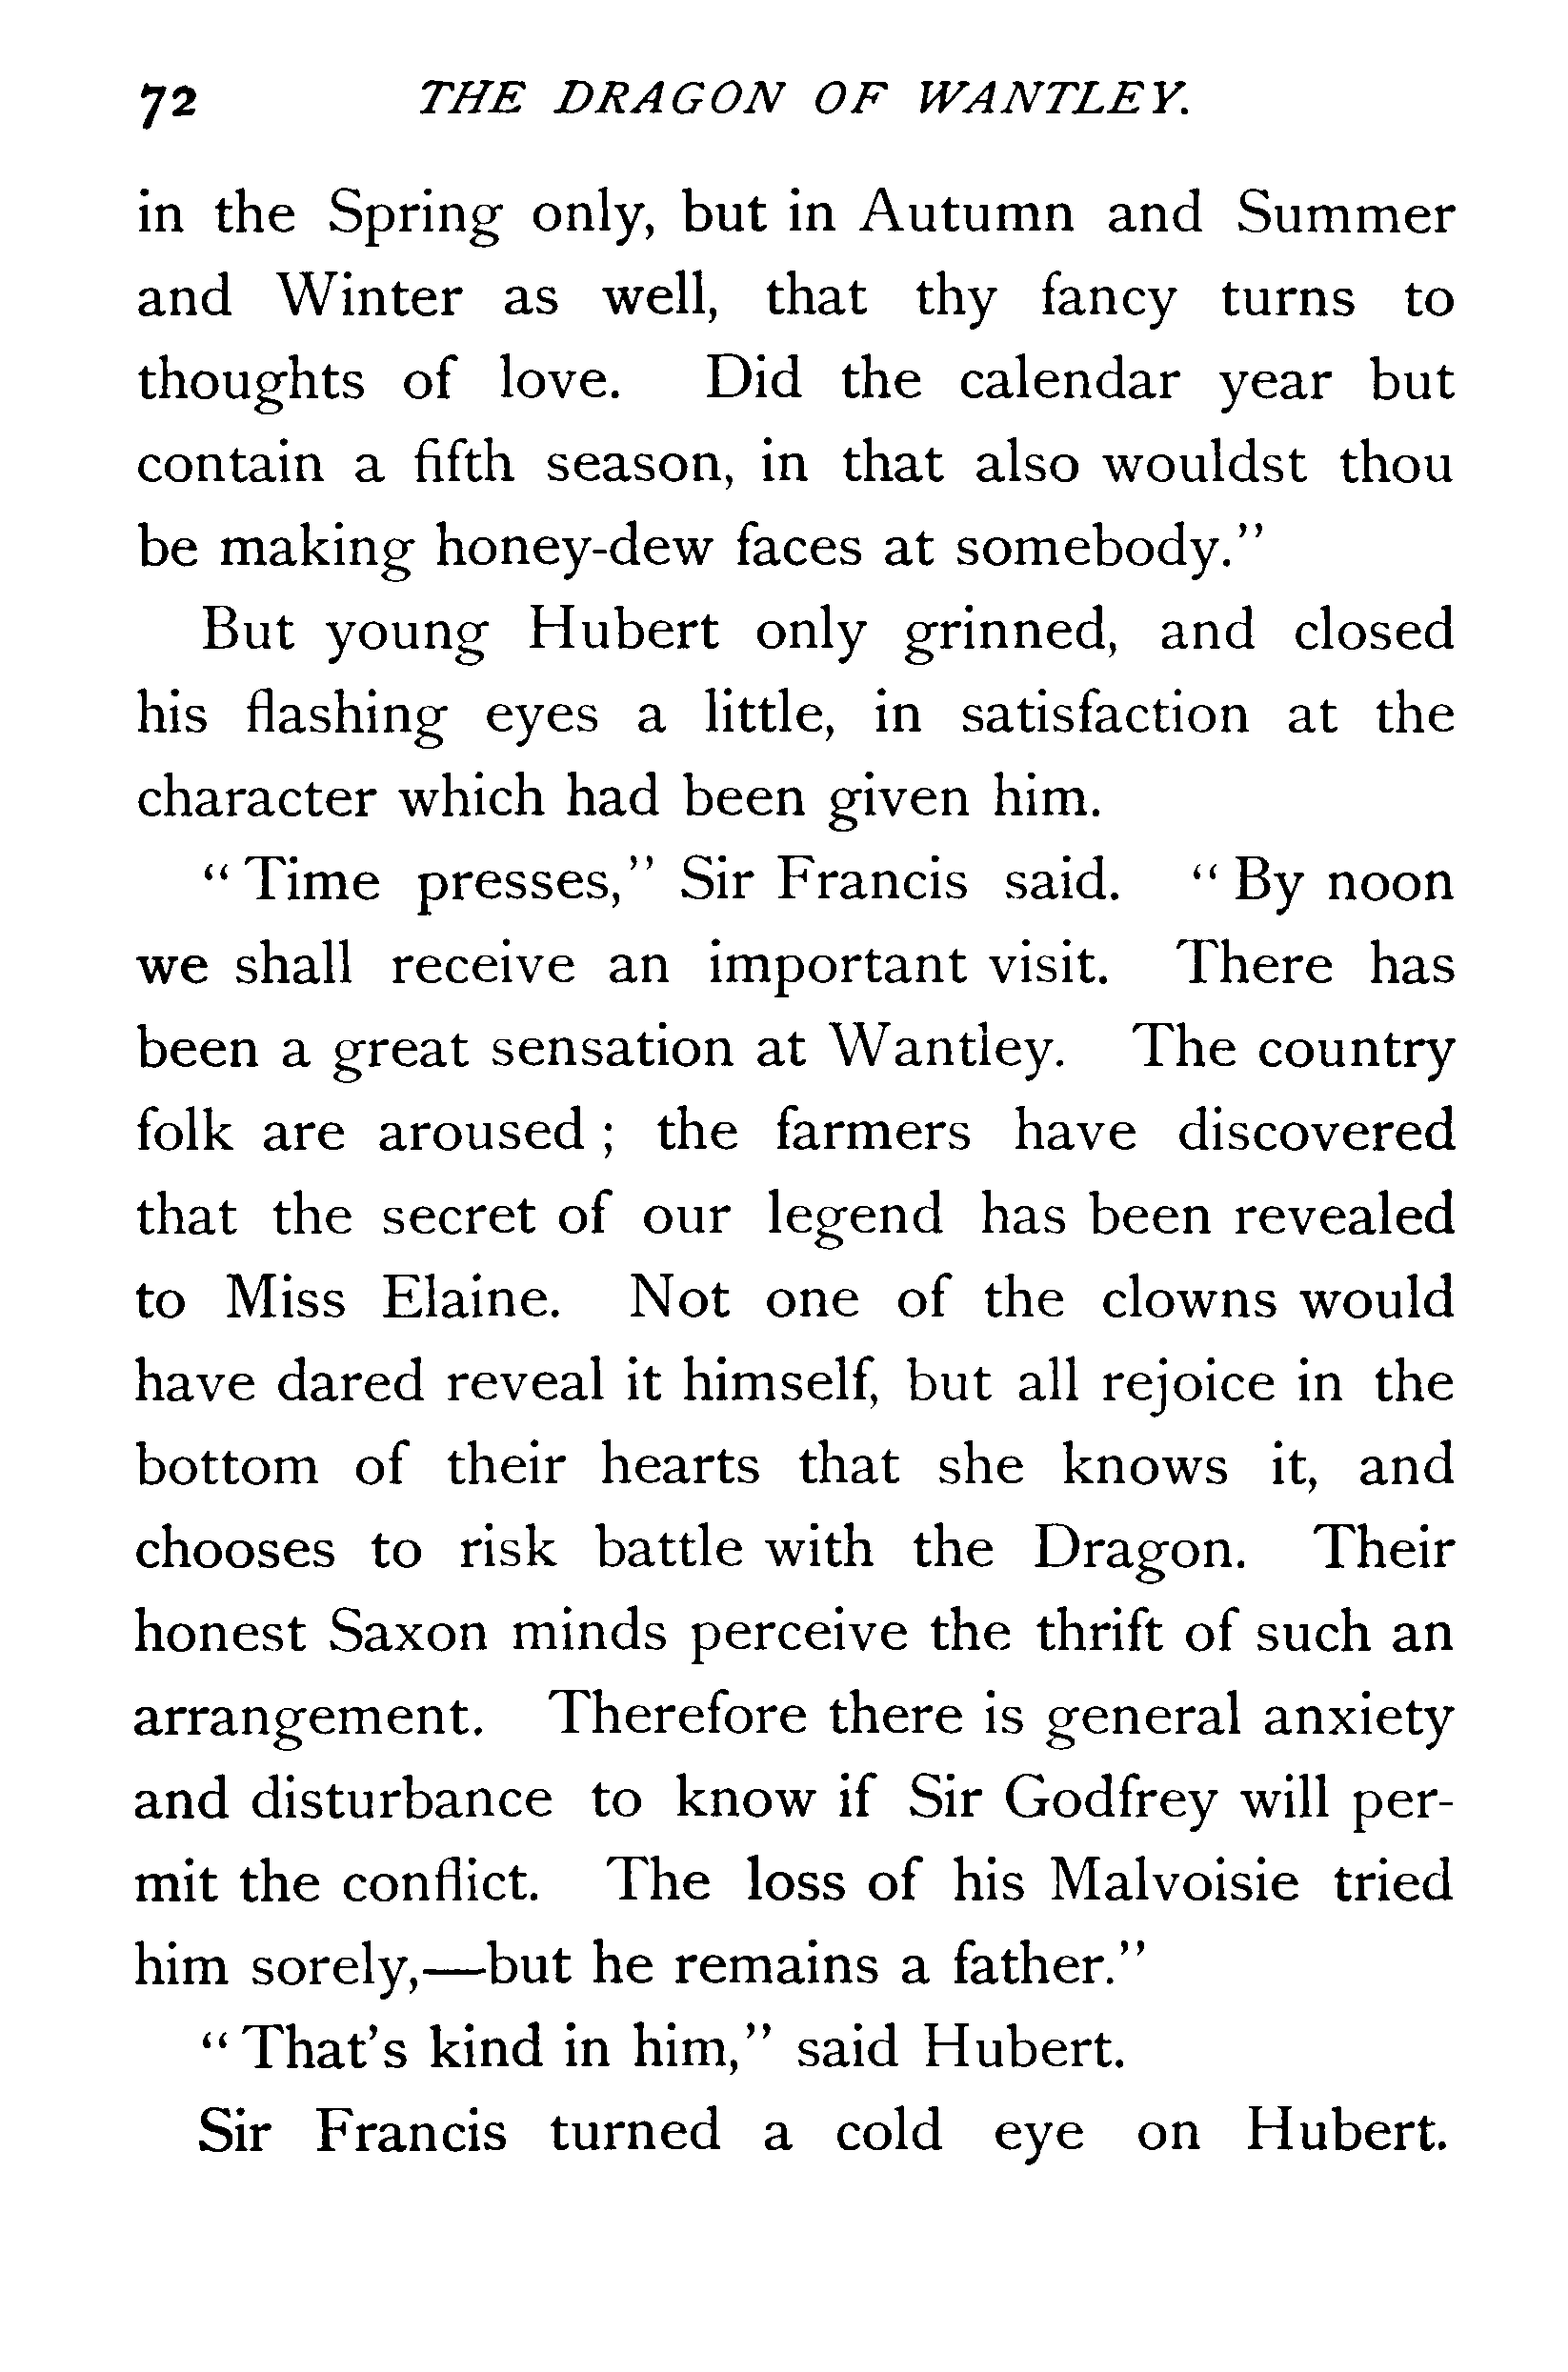 72 THE DRAGON OF WANTLEY.
in the Spring only, but in Autumn and Summer
and Winter as well, that thy fancy turns to
thoughts of love. Did the calendar year but
contain a fifth season, in that also wouldst thou
be making honey-dew faces at somebody.”
But young Hubert only grinned, and closed
his flashing eyes a little, in satisfaction at the
character which had been given him.
“Time presses,” Sir Francis said. “By noon
we shall receive an important visit. There has
been a great sensation at Wantley. The country
folk are aroused; the farmers have discovered
that the secret of our legend has been revealed
to Miss Elaine. Not one of the clowns would
have dared reveal it himself, but all rejoice in the
bottom of their hearts that she knows it, and
chooses to risk battle with the Dragon. Their
honest Saxon minds perceive the thrift of such an
arrangement. Therefore there is general anxiety
and disturbance to know if Sir Godfrey will per-
mit the conflict. The loss of his Malvoisie tried
him sorely,—but he remains a father.”
“That’s kind in him,” said Hubert.
Sir Francis turned a cold eye on Hubert.